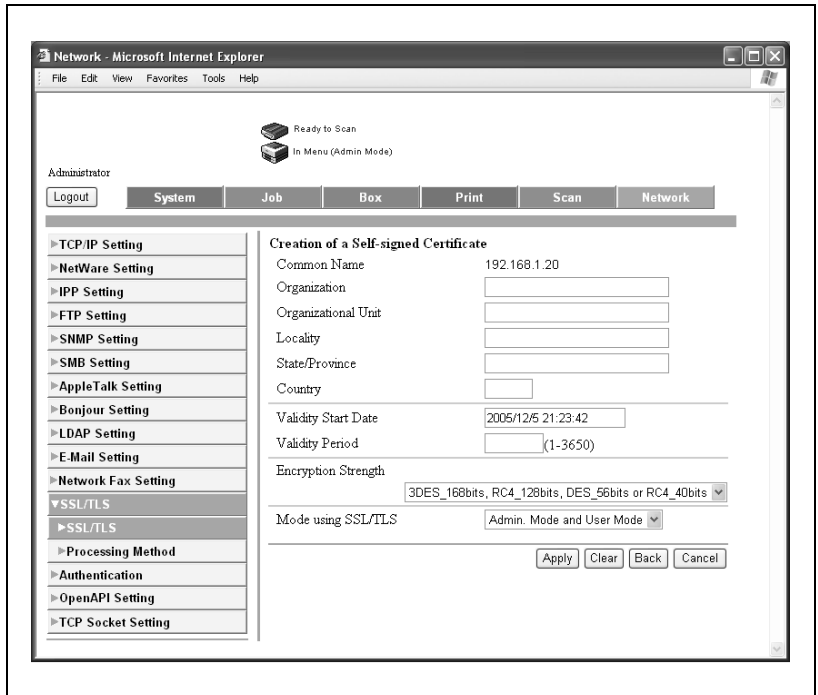 Network - Microsoft Internet Explorer
File Edit View Favorites Tools Help
Ready to Scan
In Menu (Admin Mode)
Administrator
Logout System Job Box Print Scan Network
TCP/IP Setting
NetWare Setting
IPP Setting
FTP Setting
SNMP Setting
SMB Setting
AppleTalk Setting
Bonjour Setting
LDAP Setting
E-Mail Setting
Network Fax Setting
SSL/TLS
SSL/TLS
Processing Method
Authentication
OpenAPI Setting
TCP Socket Setting
Creation of a Self-signed Certificate
Common Name 192.168.1.20
Organization
Organizational Unit
Locality
State/Province
Country
Validity Start Date 2005/12/5 21:23:42
Validity Period (1-3650)
Encryption Strength
3DES_168bits, RC4_128bits, DES_56bits or RC4_40bits
Mode using SSL/TLS Admin. Mode and User Mode
Apply Clear Back Cancel